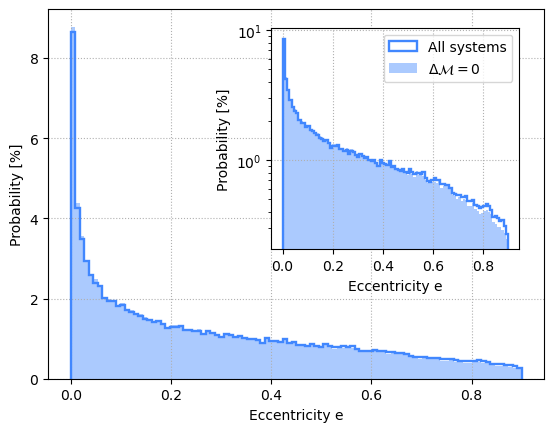 Probability [%]
8
6
4
2
0
0.0 0.2 0.4 0.6 0.8
Eccentricity e
Probability [%]
10¹
10⁰
0.0 0.2 0.4 0.6 0.8
Eccentricity e
All systems
Δℳ = 0